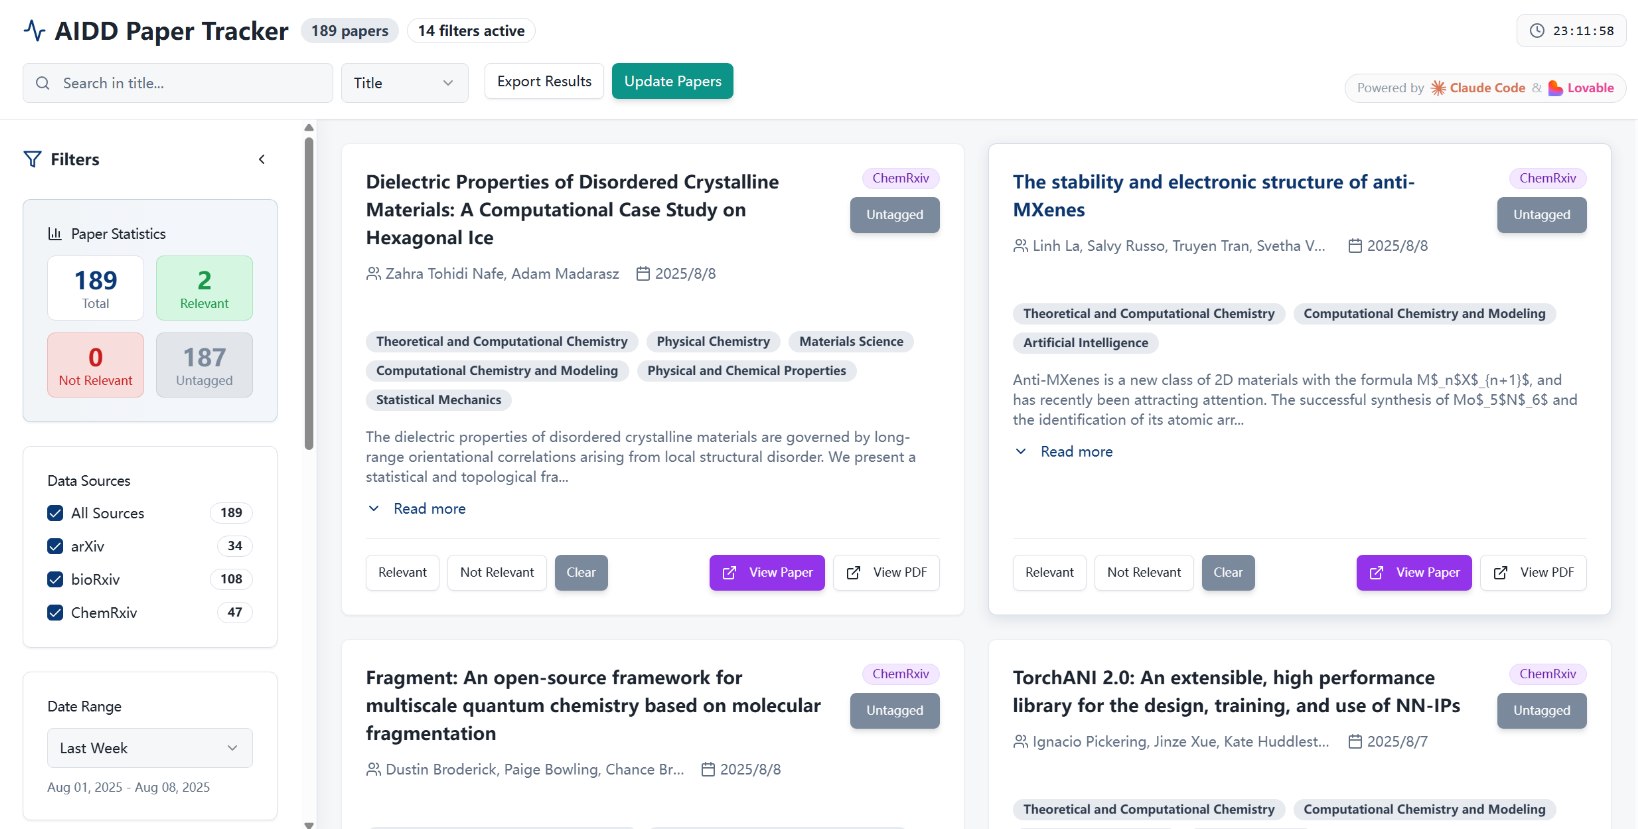 AIDD Paper Tracker
189 papers
14 filters active
23:11:58
Search in title...
Title
Export Results
Update Papers
Powered by Claude Code & Lovable
Filters
Paper Statistics
189
Total
2
Relevant
0
Not Relevant
187
Untagged
Data Sources
All Sources 189
arXiv 34
bioRxiv 108
ChemRxiv 47
Date Range
Last Week
Aug 01, 2025 - Aug 08, 2025
Dielectric Properties of Disordered Crystalline
Materials: A Computational Case Study on
Hexagonal Ice
ChemRxiv
Untagged
Zahra Tohidi Nafe, Adam Madarasz 2025/8/8
Theoretical and Computational Chemistry Physical Chemistry Materials Science
Computational Chemistry and Modeling Physical and Chemical Properties
Statistical Mechanics
The dielectric properties of disordered crystalline materials are governed by long-
range orientational correlations arising from local structural disorder. We present a
statistical and topological fra...
Read more
Relevant Not Relevant Clear View Paper View PDF
The stability and electronic structure of anti-
MXenes
ChemRxiv
Untagged
Linh La, Salvy Russo, Truyen Tran, Svetha V... 2025/8/8
Theoretical and Computational Chemistry Computational Chemistry and Modeling
Artificial Intelligence
Anti-MXenes is a new class of 2D materials with the formula M$_n$X$_{n+1}$, and
has recently been attracting attention. The successful synthesis of Mo$_5$N$_6$ and
the identification of its atomic arr...
Read more
Relevant Not Relevant Clear View Paper View PDF
Fragment: An open-source framework for
multiscale quantum chemistry based on molecular
fragmentation
ChemRxiv
Untagged
Dustin Broderick, Paige Bowling, Chance Br... 2025/8/8
TorchANI 2.0: An extensible, high performance
library for the design, training, and use of NN-IPs
ChemRxiv
Untagged
Ignacio Pickering, Jinze Xue, Kate Huddlest... 2025/8/7
Theoretical and Computational Chemistry Computational Chemistry and Modeling